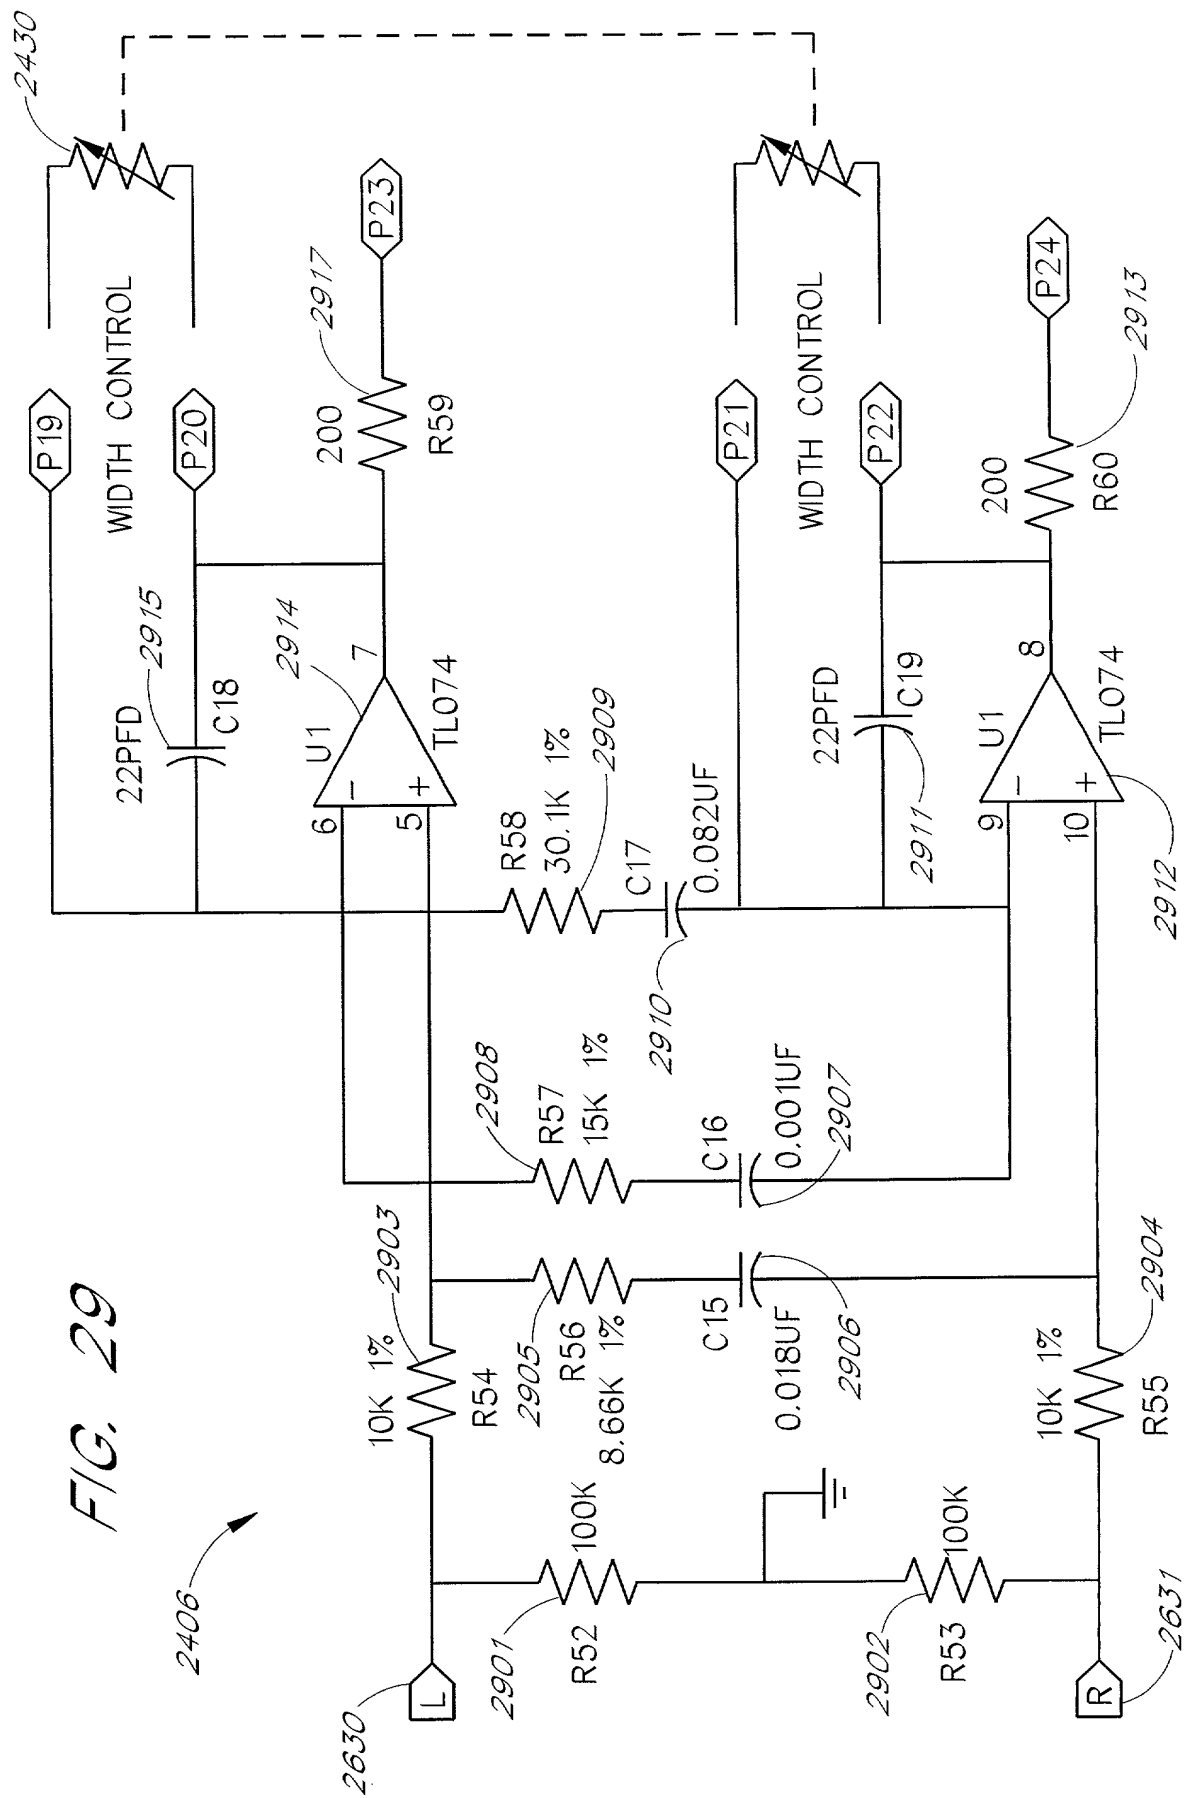 FIG. 29
2406
2630
L
2901
R52
100K
2902
R53
100K
R
2631
10K 1%
2903
R54
2905
R56
8.66K 1%
C15
0.018UF
2906
10K 1%
2904
R55
2908
R57
15K 1%
C16
0.001UF
2907
R58
30.1K 1%
2909
C17
0.082UF
2910
P19
WIDTH CONTROL
P20
2430
22PFD
2915
C18
U1
2914
6
5
−
+
7
TL074
200
2917
R59
P23
P21
WIDTH CONTROL
P22
22PFD
C19
2911
U1
9
10
−
+
8
TL074
2912
200
R60
2913
P24